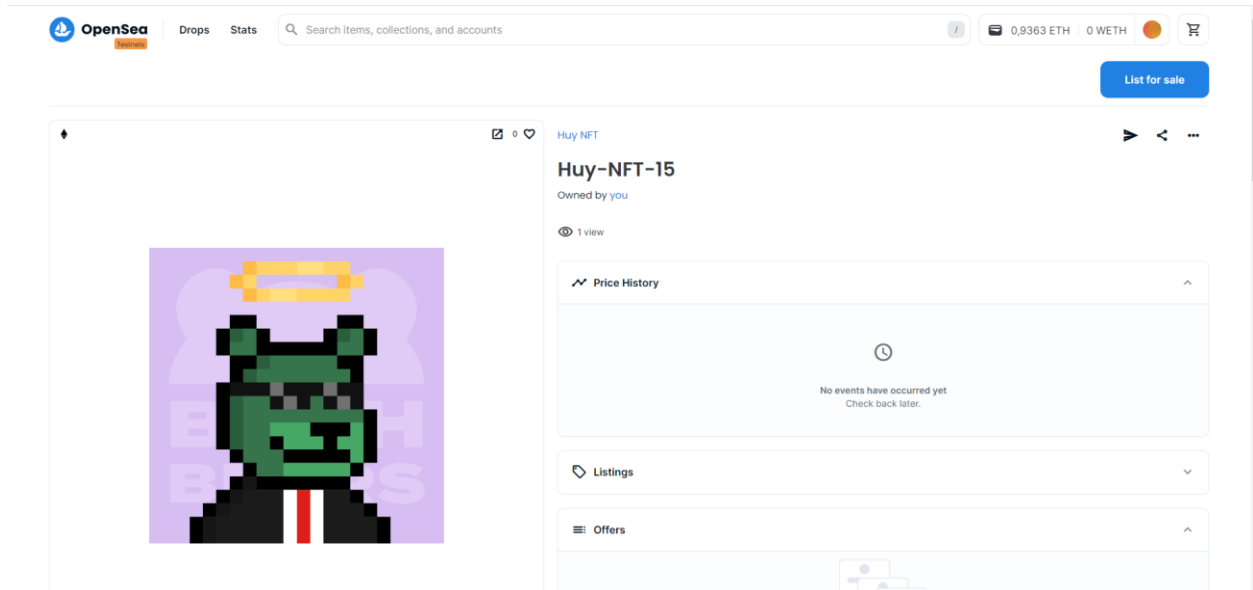 OpenSea
Testnets
Drops
Stats
Search items, collections, and accounts
/
0,9363 ETH
0 WETH
List for sale
0
Huy NFT
Huy-NFT-15
Owned by you
1 view
Price History
No events have occurred yet
Check back later.
Listings
Offers